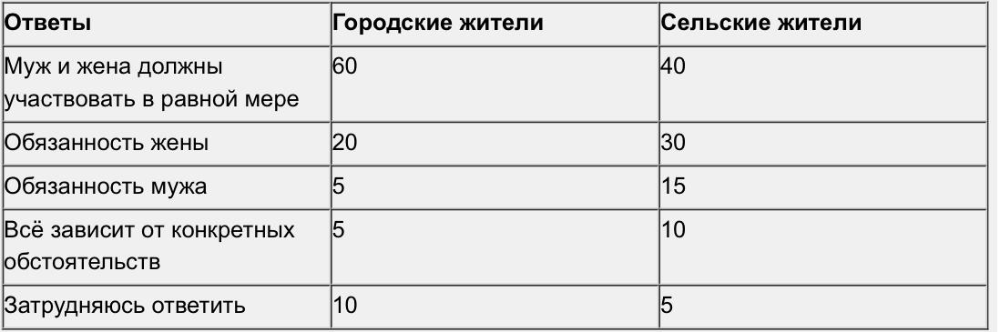 Ответы Городские жители Сельские жители
Муж и жена должны 60 40
участвовать в равной мере
Обязанность жены 20 30
Обязанность мужа 5 15
Всё зависит от конкретных 5 10
обстоятельств
Затрудняюсь ответить 10 5